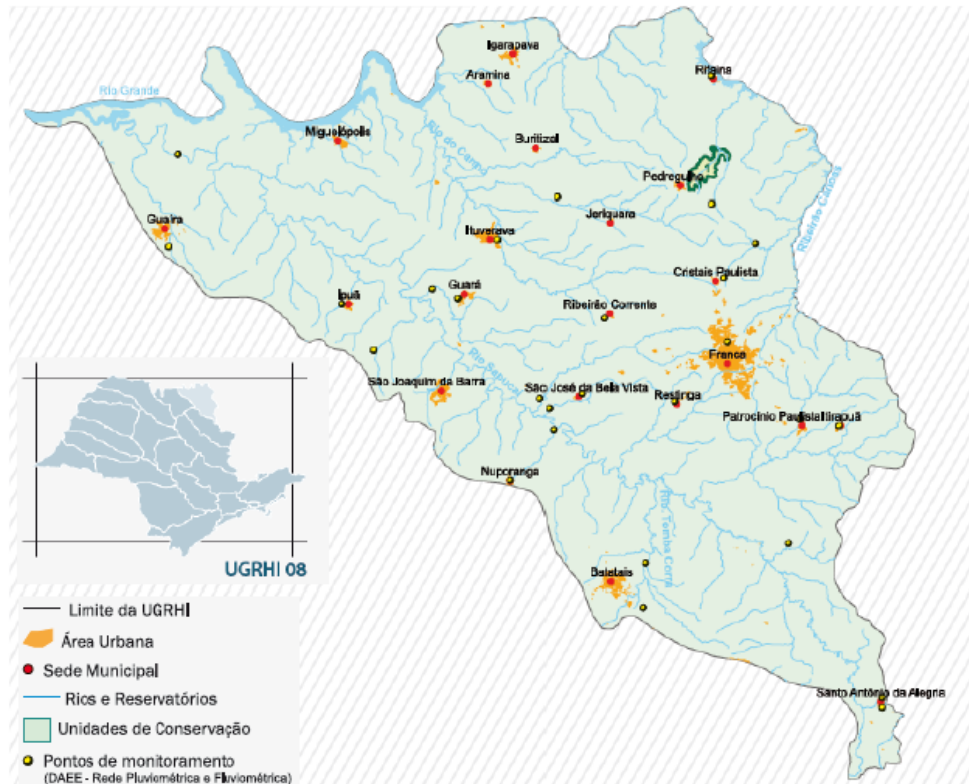 Igarapava
Aramina
Rifaina
Rio Grande
Miguelópolis
Rio do Carmo
Buritizal
Pedregulho
Ribeirão Canoas
Guaíra
Jeriquara
Ituverava
Cristais Paulista
Ipuã
Guará
Ribeirão Corrente
Franca
Rio Sapucaí
São Joaquim da Barra
São José da Bela Vista
Restinga
Patrocínio Paulista
Itirapuã
Nuporanga
Rio Tomba Carro
Batatais
Santo Antônio da Alegria
UGRHI 08
Limite da UGRHI
Área Urbana
Sede Municipal
Rios e Reservatórios
Unidades de Conservação
Pontos de monitoramento
(DAEE - Rede Pluviométrica e Fluviométrica)